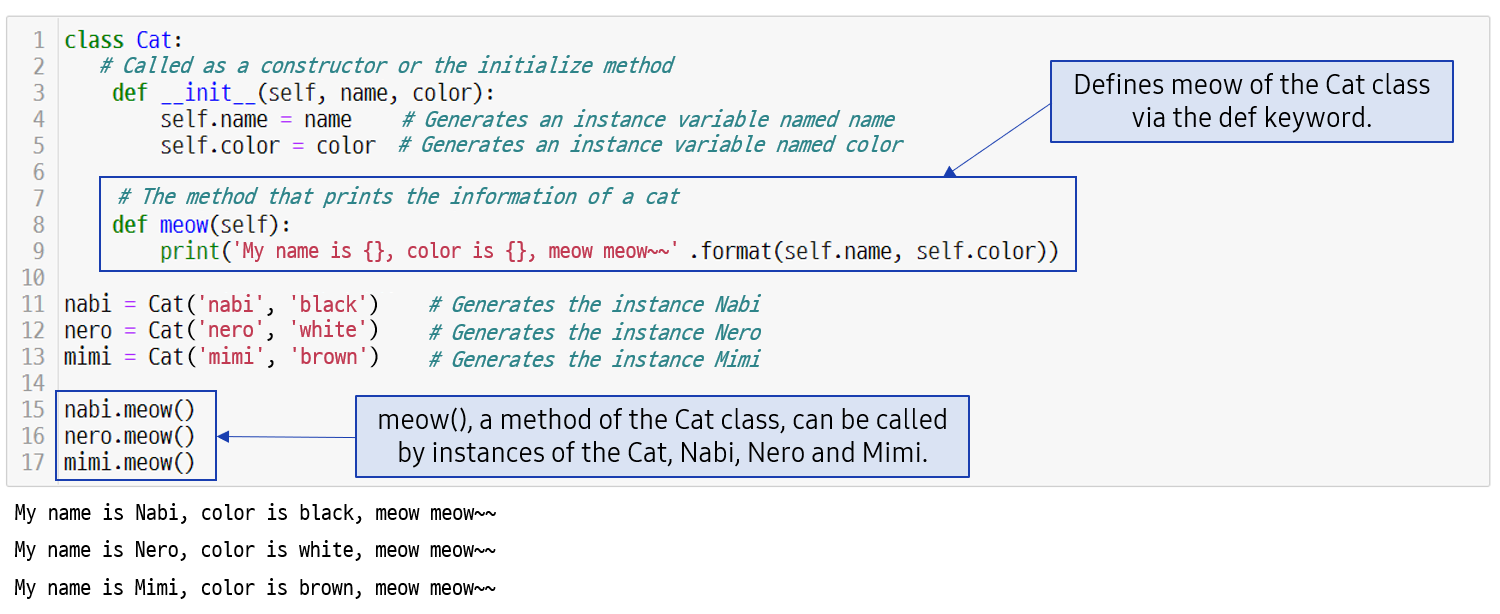 1 class Cat:
2 # Called as a constructor or the initialize method
3 def __init__(self, name, color):
4 self.name = name # Generates an instance variable named name
5 self.color = color # Generates an instance variable named color
6
7 # The method that prints the information of a cat
8 def meow(self):
9 print('My name is {}, color is {}, meow meow~~' .format(self.name, self.color))
10
11 nabi = Cat('nabi', 'black') # Generates the instance Nabi
12 nero = Cat('nero', 'white') # Generates the instance Nero
13 mimi = Cat('mimi', 'brown') # Generates the instance Mimi
14
15 nabi.meow()
16 nero.meow()
17 mimi.meow()
Defines meow of the Cat class
via the def keyword.
meow(), a method of the Cat class, can be called
by instances of the Cat, Nabi, Nero and Mimi.
My name is Nabi, color is black, meow meow~~
My name is Nero, color is white, meow meow~~
My name is Mimi, color is brown, meow meow~~